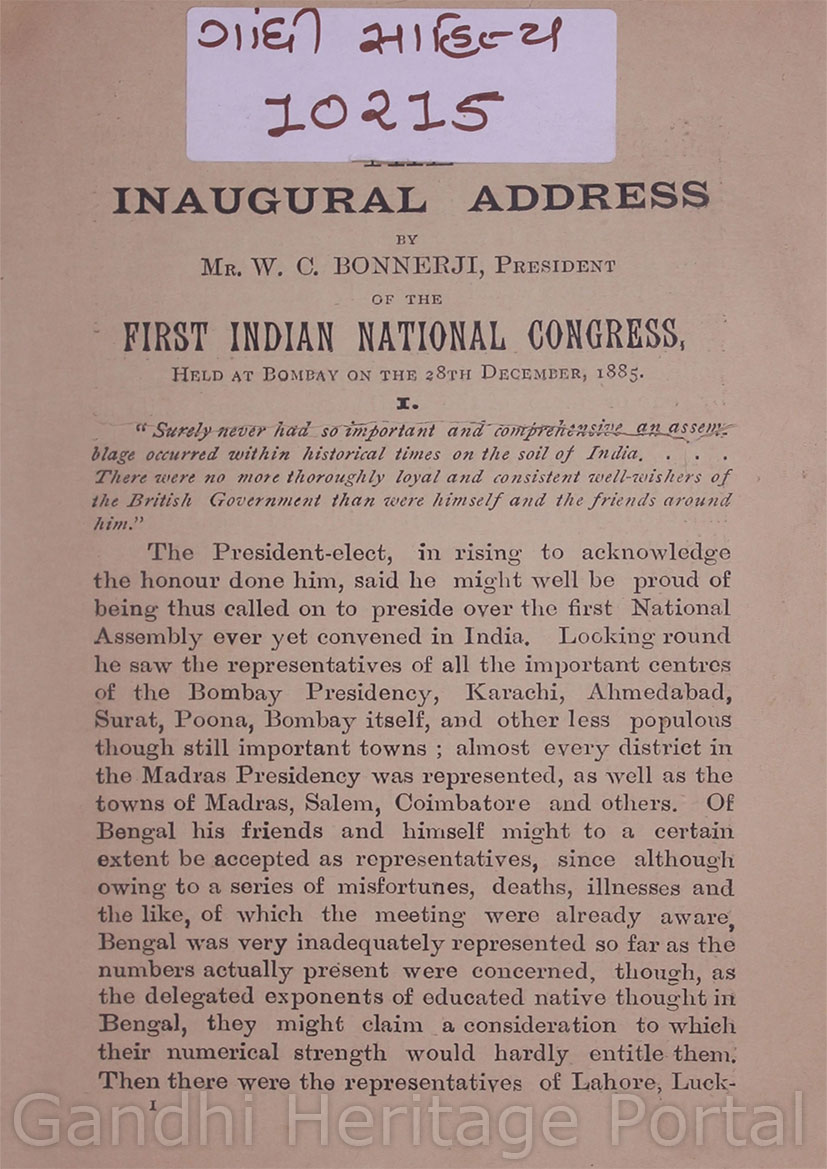 ગાંધી સાહિત્ય
10215
INAUGURAL ADDRESS
BY
MR. W. C. BONNERJI, PRESIDENT
OF THE
FIRST INDIAN NATIONAL CONGRESS,
HELD AT BOMBAY ON THE 28TH DECEMBER, 1885.
I.
"Surely never had so important and comprehensive an assem-
blage occurred within historical times on the soil of India. . . .
There were no more thoroughly loyal and consistent well-wishers of
the British Government than were himself and the friends around
him."
The President-elect, in rising to acknowledge
the honour done him, said he might well be proud of
being thus called on to preside over the first National
Assembly ever yet convened in India. Looking round
he saw the representatives of all the important centres
of the Bombay Presidency, Karachi, Ahmedabad,
Surat, Poona, Bombay itself, and other less populous
though still important towns ; almost every district in
the Madras Presidency was represented, as well as the
towns of Madras, Salem, Coimbatore and others. Of
Bengal his friends and himself might to a certain
extent be accepted as representatives, since although
owing to a series of misfortunes, deaths, illnesses and
the like, of which the meeting were already aware,
Bengal was very inadequately represented so far as the
numbers actually present were concerned, though, as
the delegated exponents of educated native thought in
Bengal, they might claim a consideration to which
their numerical strength would hardly entitle them.
Then there were the representatives of Lahore, Luck-
1
Gandhi Heritage Portal